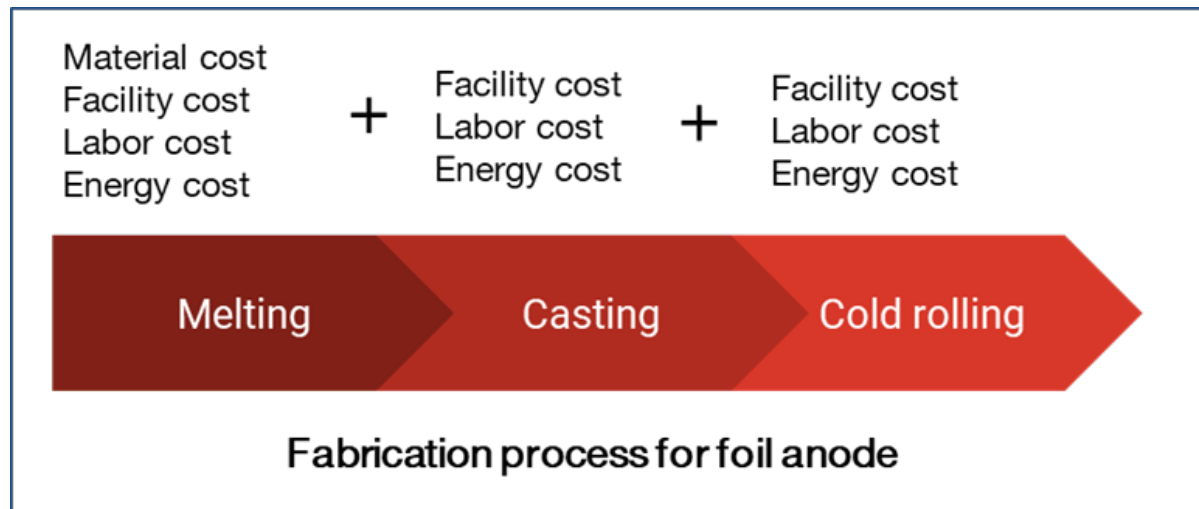 Material cost
Facility cost
Labor cost
Energy cost
+
Facility cost
Labor cost
Energy cost
+
Facility cost
Labor cost
Energy cost
Melting
Casting
Cold rolling
Fabrication process for foil anode